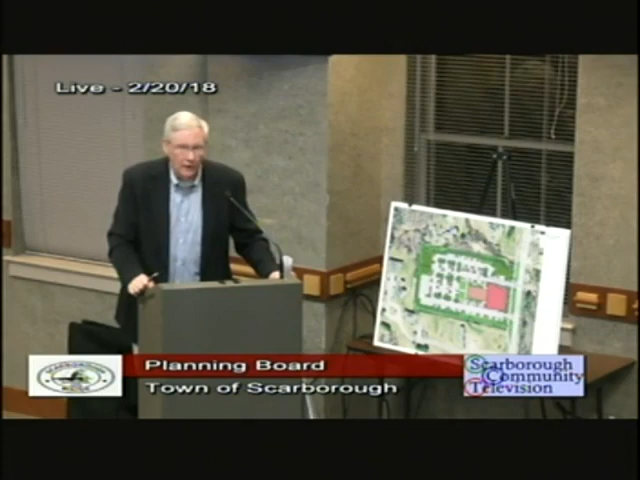 Live - 2/20/18
Planning Board
Town of Scarborough
Scarborough
Community
Television